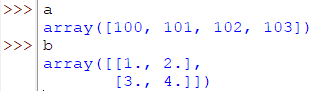 >>> a
array([100, 101, 102, 103])
>>> b
array([[1., 2.],
       [3., 4.]])